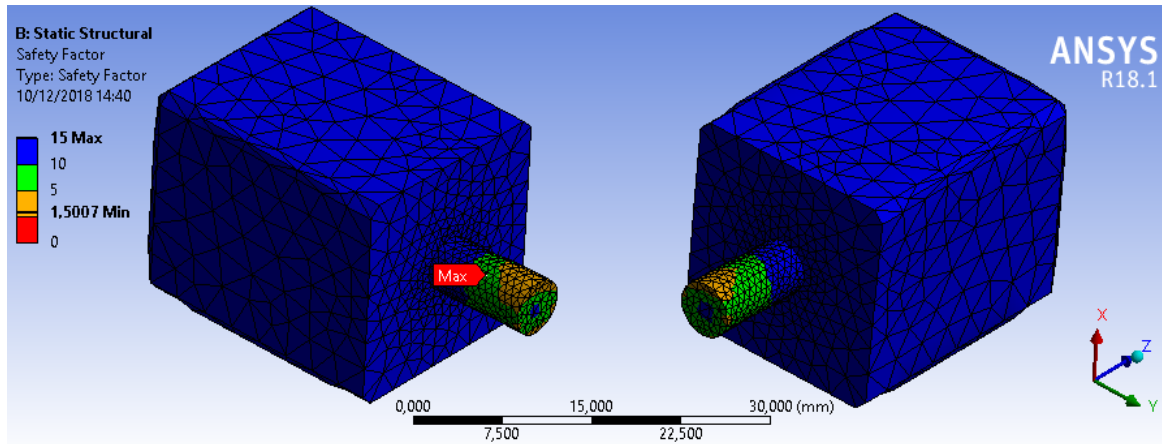 B: Static Structural
Safety Factor
Type: Safety Factor
10/12/2018 14:40
15 Max
10
5
1,5007 Min
0
Max
ANSYS
R18.1
X
Z
Y
0,000
15,000
30,000 (mm)
7,500
22,500